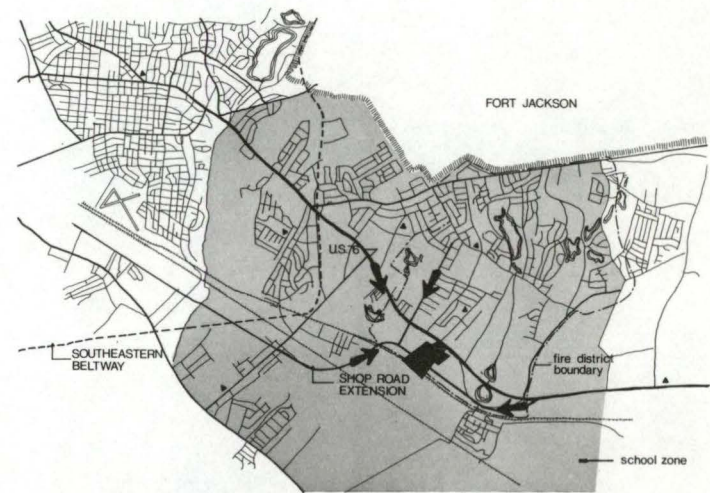 FORT JACKSON
U.S. 76
SOUTHEASTERN
BELTWAY
SHOP ROAD
EXTENSION
fire district
boundary
school zone